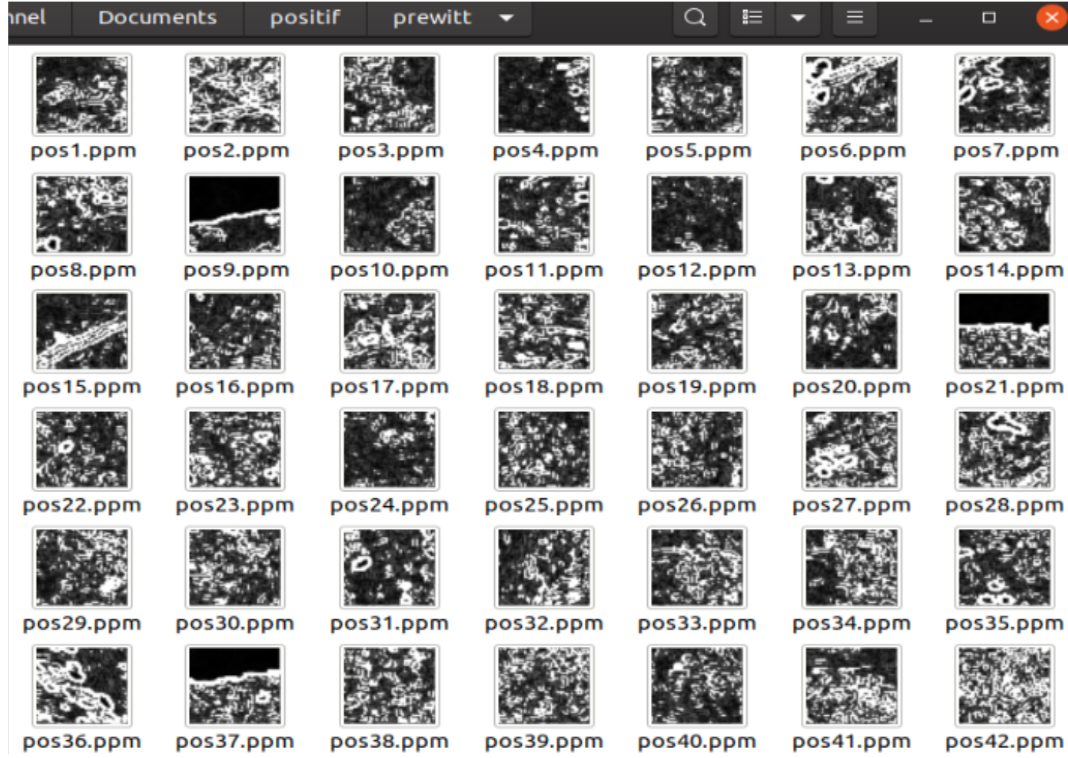 nnel Documents positif prewitt
pos1.ppm pos2.ppm pos3.ppm pos4.ppm pos5.ppm pos6.ppm pos7.ppm
pos8.ppm pos9.ppm pos10.ppm pos11.ppm pos12.ppm pos13.ppm pos14.ppm
pos15.ppm pos16.ppm pos17.ppm pos18.ppm pos19.ppm pos20.ppm pos21.ppm
pos22.ppm pos23.ppm pos24.ppm pos25.ppm pos26.ppm pos27.ppm pos28.ppm
pos29.ppm pos30.ppm pos31.ppm pos32.ppm pos33.ppm pos34.ppm pos35.ppm
pos36.ppm pos37.ppm pos38.ppm pos39.ppm pos40.ppm pos41.ppm pos42.ppm